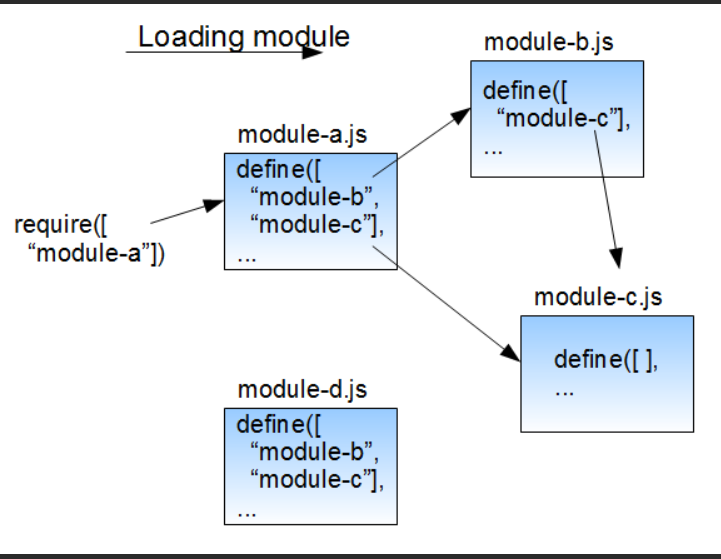 Loading module
module-b.js
define([
“module-c”],
...
module-a.js
define([
“module-b”,
“module-c”],
...
require([
“module-a”])
module-c.js
define([ ],
...
module-d.js
define([
“module-b”,
“module-c”],
...